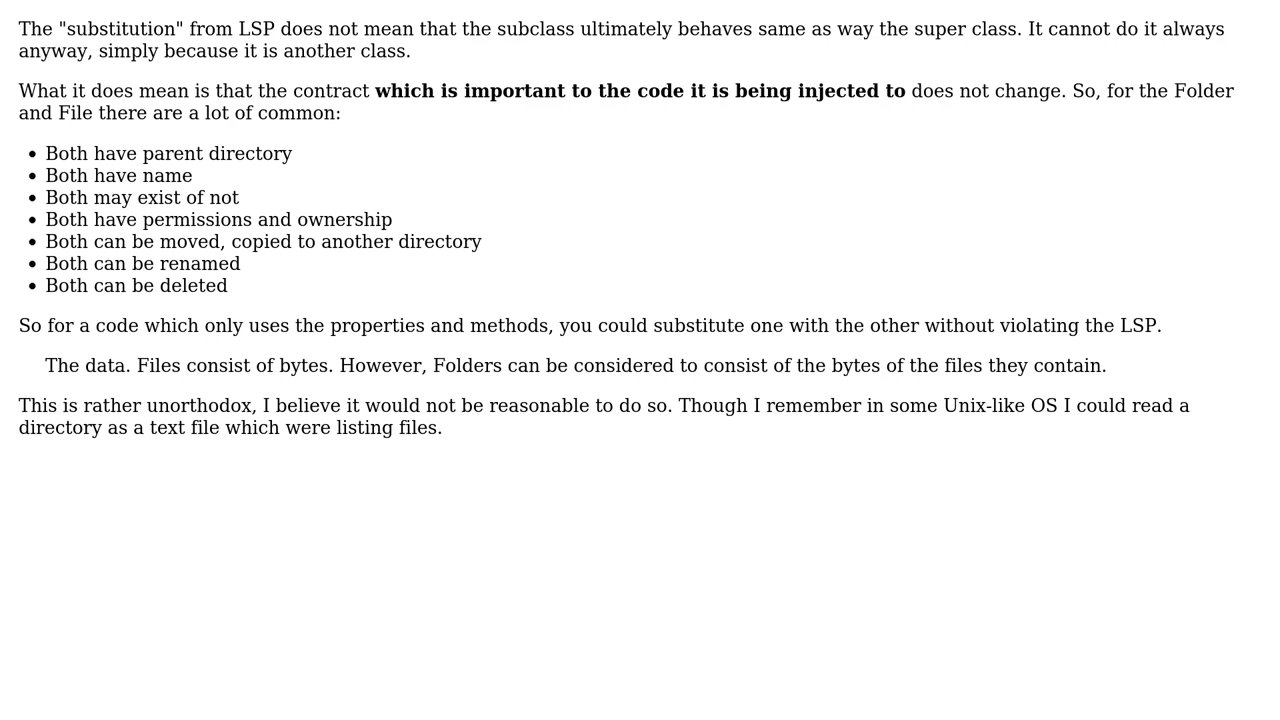 The "substitution" from LSP does not mean that the subclass ultimately behaves same as way the super class. It cannot do it always
anyway, simply because it is another class.
What it does mean is that the contract which is important to the code it is being injected to does not change. So, for the Folder
and File there are a lot of common:
• Both have parent directory
• Both have name
• Both may exist of not
• Both have permissions and ownership
• Both can be moved, copied to another directory
• Both can be renamed
• Both can be deleted
So for a code which only uses the properties and methods, you could substitute one with the other without violating the LSP.
The data. Files consist of bytes. However, Folders can be considered to consist of the bytes of the files they contain.
This is rather unorthodox, I believe it would not be reasonable to do so. Though I remember in some Unix-like OS I could read a
directory as a text file which were listing files.